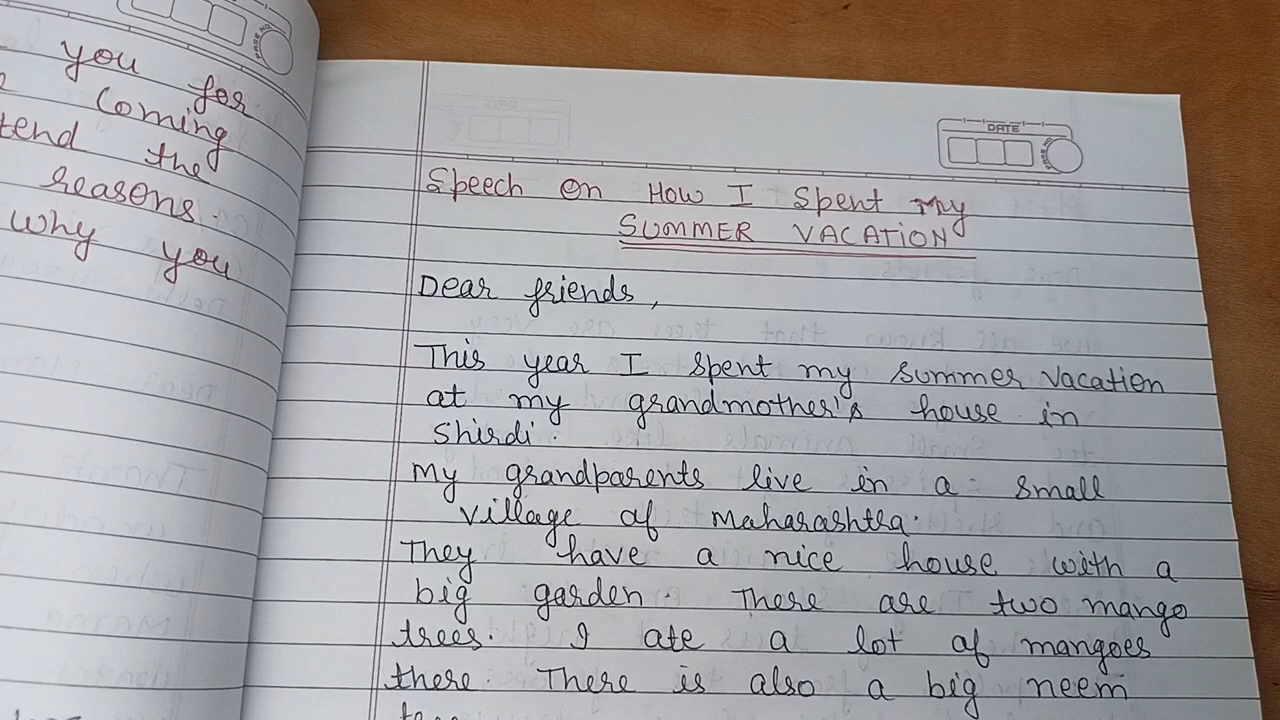 you for
coming
tend the
reasons.
why you
DATE
PAGE NO.
Speech on How I Spent my
SUMMER VACATION
Dear friends,
This year I spent my summer vacation
at my grandmother's house in
Shirdi.
My grandparents live in a small
village of Maharashtra.
They have a nice house with a
big garden. There are two mango
trees. I ate a lot of mangoes
there. There is also a big neem